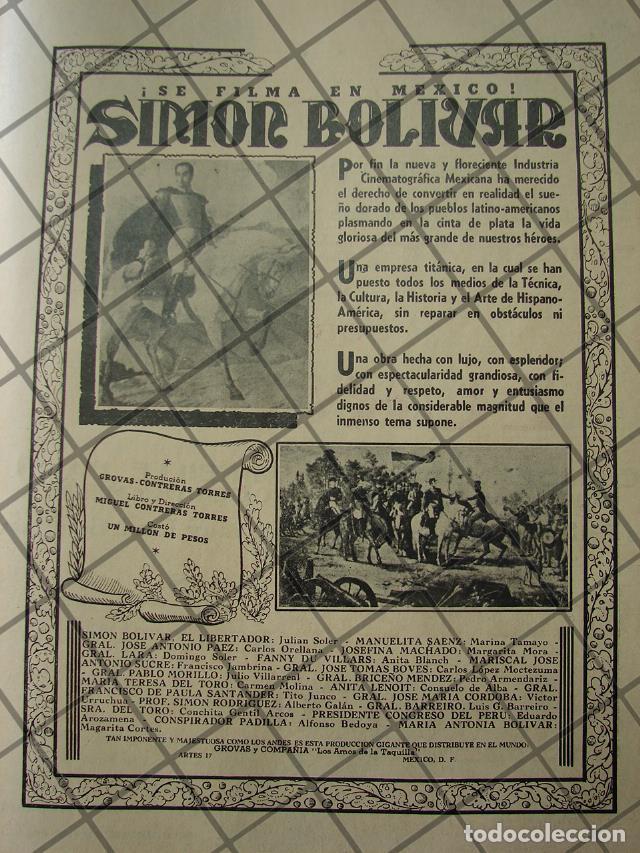 ¡SE FILMA EN MEXICO!
SIMON BOLIVAR
Por fin la nueva y floreciente Industria
Cinematográfica Mexicana ha merecido
el derecho de convertir en realidad el sue-
ño dorado de los pueblos latino-americanos
plasmando en la cinta de plata la vida
gloriosa del más grande de nuestros héroes.
Una empresa titánica, en la cual se han
puesto todos los medios de la Técnica,
la Cultura, la Historia y el Arte de Hispano-
América, sin reparar en obstáculos ni
presupuestos.
Una obra hecha con lujo, con esplendor;
con espectacularidad grandiosa, con fi-
delidad y respeto, amor y entusiasmo
dignos de la considerable magnitud que el
inmenso tema supone.
Produción
GROVAS-CONTRERAS TORRES
Libro y Dirección
MIGUEL CONTRERAS TORRES
Costó
UN MILLON DE PESOS
SIMON BOLIVAR, EL LIBERTADOR: Julian Soler - MANUELITA SAENZ: Marina Tamayo -
GRAL. JOSE ANTONIO PAEZ: Carlos Orellana - JOSEFINA MACHADO: Margarita Mora -
GRAL. LARA: Domingo Soler - FANNY DU VILLARS: Anita Blanch - MARISCAL JOSE
ANTONIO SUCRE: Francisco Jambrina - GRAL. JOSE TOMAS BOVES: Carlos López Moctezuma
- GRAL. PABLO MORILLO: Julio Villarreal - GRAL. BRICEÑO MENDEZ: Pedro Armendariz -
MARIA TERESA DEL TORO: Carmen Molina - ANITA LENOIT: Consuelo de Alba - GRAL.
FRANCISCO DE PAULA SANTANDER: Tito Junco - GRAL. JOSE MARIA CORDOBA: Victor
Urruchua - PROF. SIMON RODRIGUEZ: Alberto Galán - GRAL. BARREIRO: Luis G. Barreiro -
SRA. DEL TORO: Conchita Gentil Arcos - PRESIDENTE CONGRESO DEL PERU: Eduardo
Arozamena - CONSPIRADOR PADILLA: Alfonso Bedoya - MARIA ANTONIA BOLIVAR:
Magarita Cortes.
TAN IMPONENTE Y MAJESTUOSA COMO LOS ANDES ES ESTA PRODUCCION GIGANTE QUE DISTRIBUYE EN EL MUNDO:
GROVAS y COMPAÑIA "Los Amos de la Taquilla"
ARTES 17 MEXICO, D. F.
todocoleccion